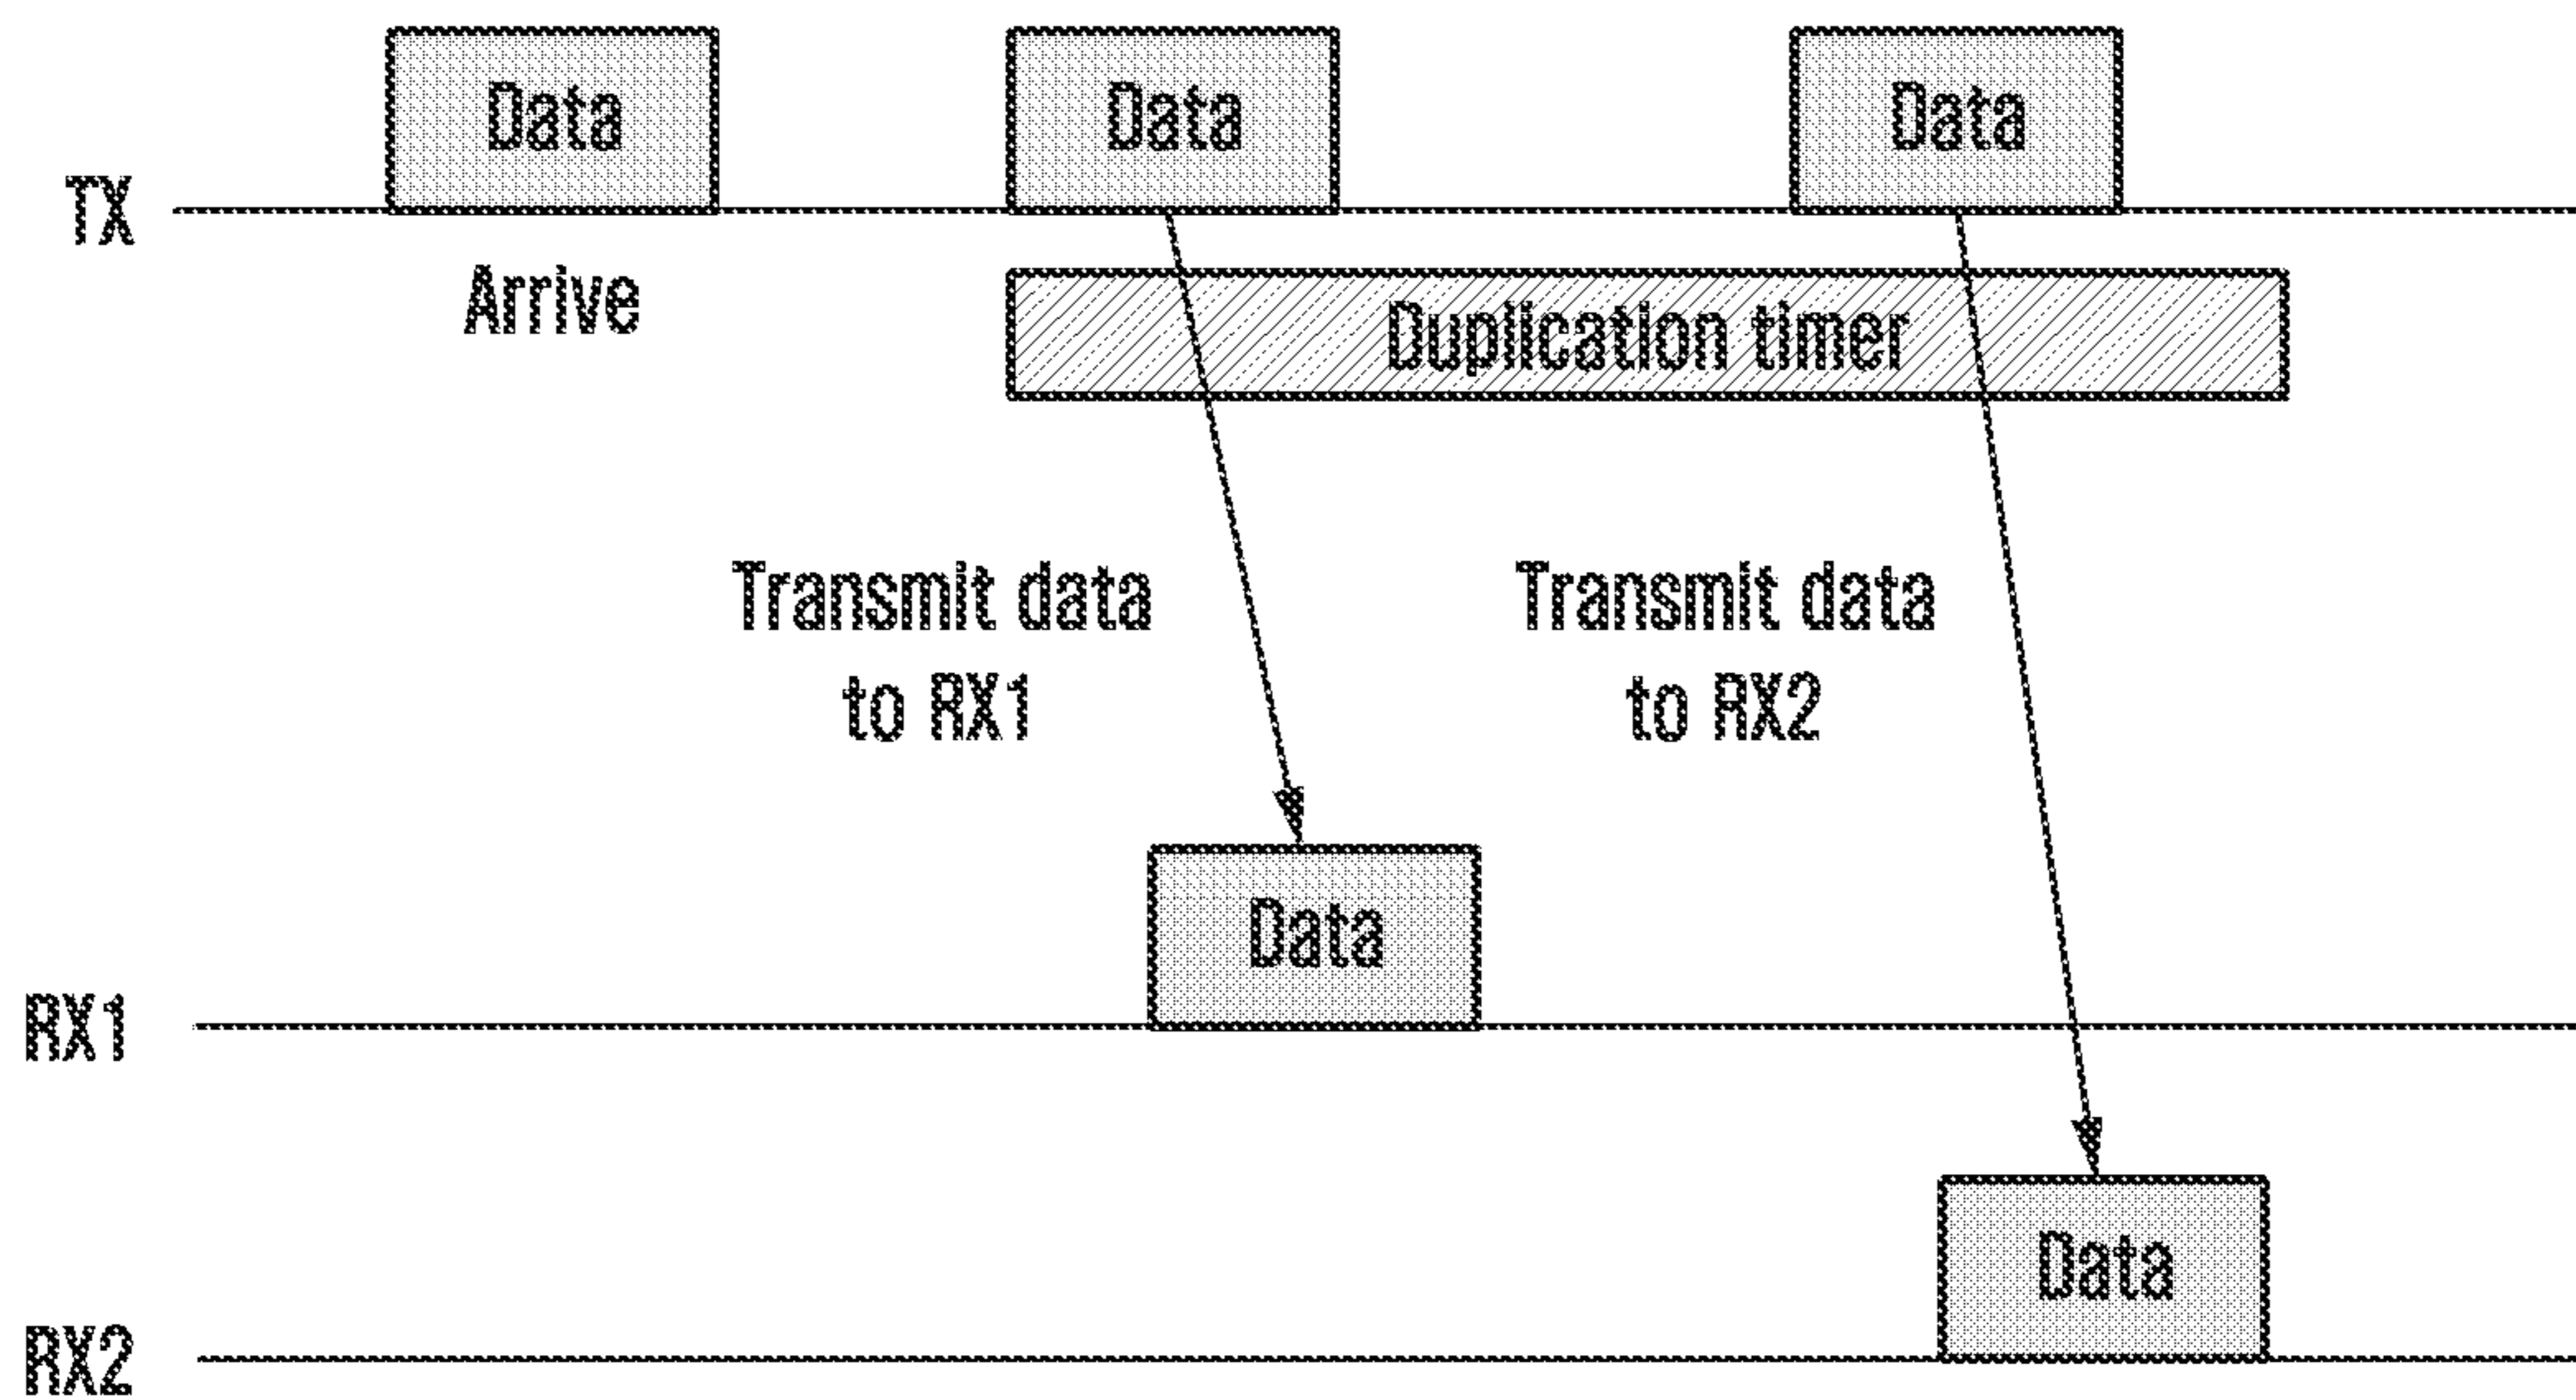 Data
Data
Data
TX
Arrive
Duplication timer
Transmit data
to RX1
Transmit data
to RX2
Data
RX1
Data
RX2